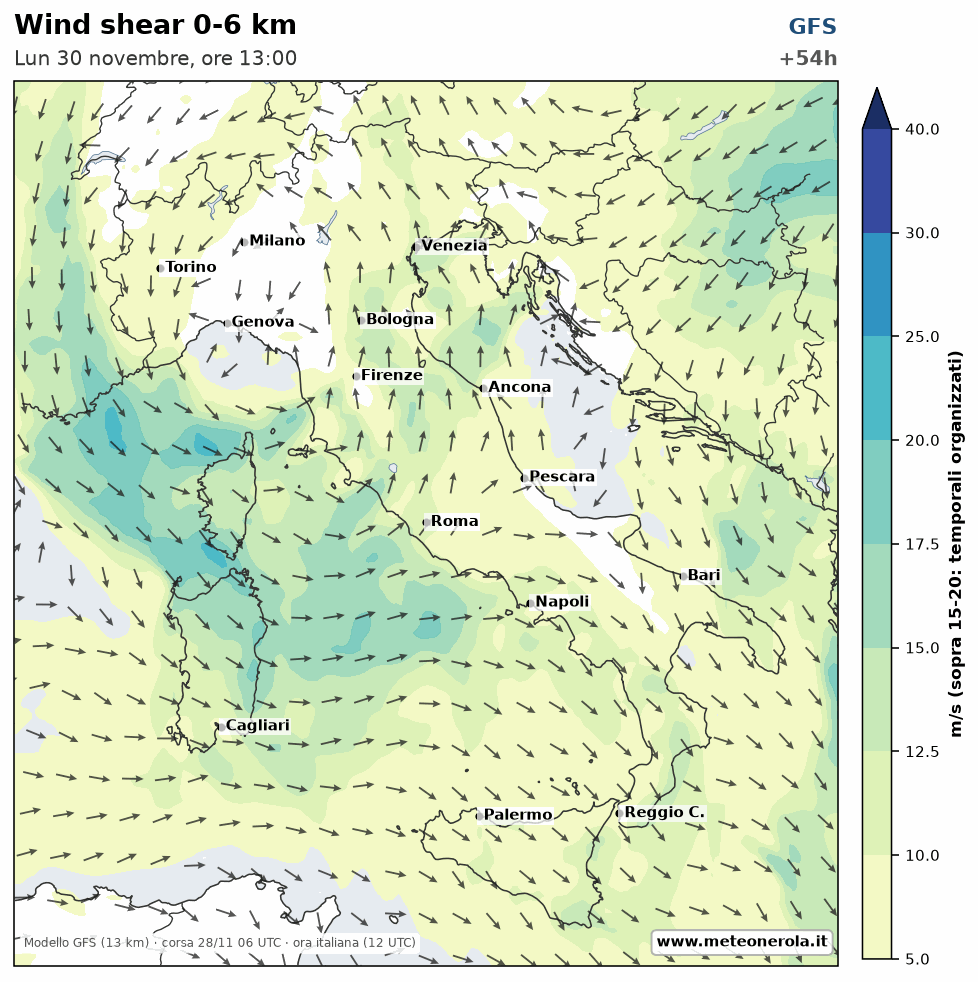 Wind shear 0-6 km
GFS
Lun 30 novembre, ore 13:00
+54h
Milano
Venezia
Torino
Genova
Bologna
Firenze
Ancona
Pescara
Roma
Bari
Napoli
Cagliari
Palermo
Reggio C.
Modello GFS (13 km) · corsa 28/11 06 UTC · ora italiana (12 UTC)
www.meteonerola.it
40.0
30.0
25.0
20.0
17.5
15.0
12.5
10.0
5.0
m/s (sopra 15-20: temporali organizzati)